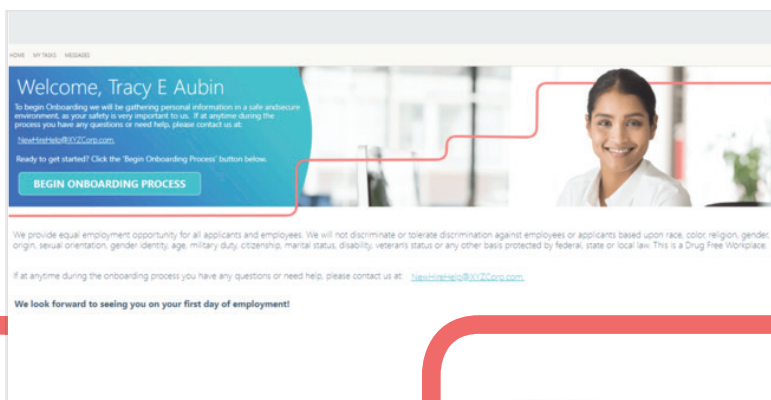 HOME MY TASKS MESSAGES
Welcome, Tracy E Aubin
To begin Onboarding we will be gathering personal information in a safe andsecure
environment, as your safety is very important to us. If at anytime during the
process you have any questions or need help, please contact us at:
NewHireHelp@XYZCorp.com.
Ready to get started? Click the 'Begin Onboarding Process' button below.
BEGIN ONBOARDING PROCESS
We provide equal employment opportunity for all applicants and employees. We will not discriminate or tolerate discrimination against employees or applicants based upon race, color, religion, gender,
origin, sexual orientation, gender identity, age, military duty, citizenship, marital status, disability, veteran's status or any other basis protected by federal, state or local law. This is a Drug Free Workplace.
If at anytime during the onboarding process you have any questions or need help, please contact us at: NewHireHelp@XYZCorp.com.
We look forward to seeing you on your first day of employment!